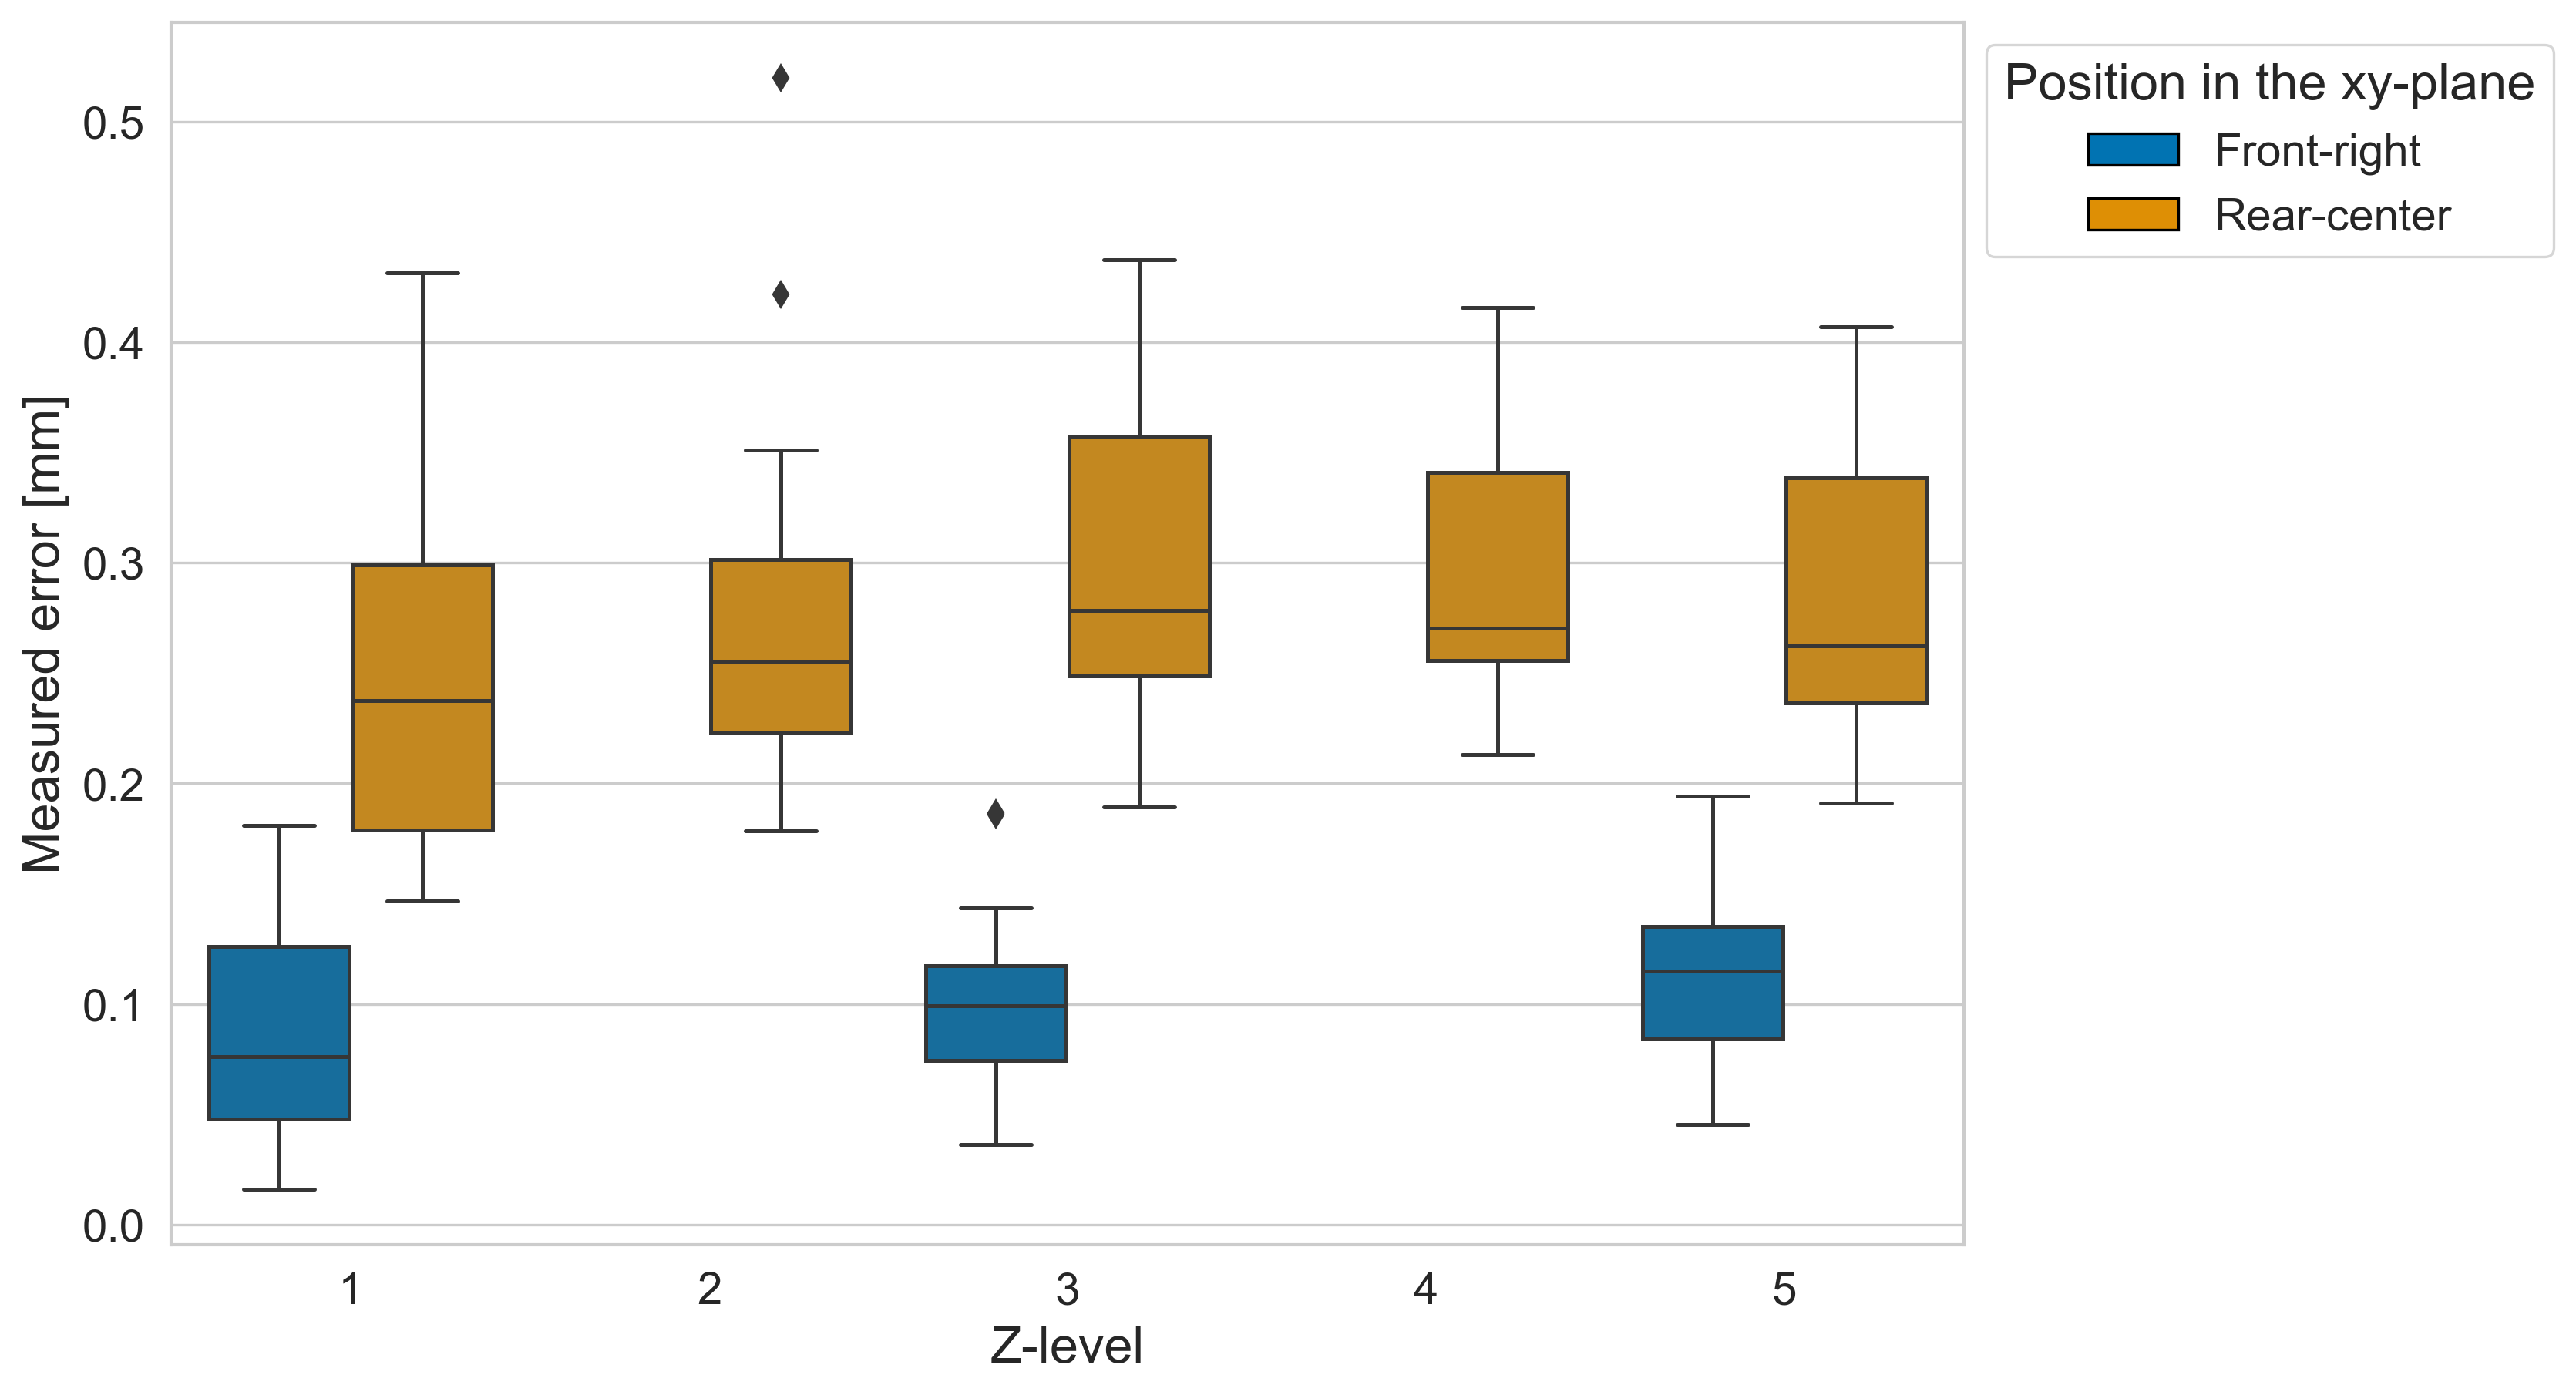 Position in the xy-plane
Front-right
Rear-center
Measured error [mm]
0.5
0.4
0.3
0.2
0.1
0.0
1 2 3 4 5
Z-level